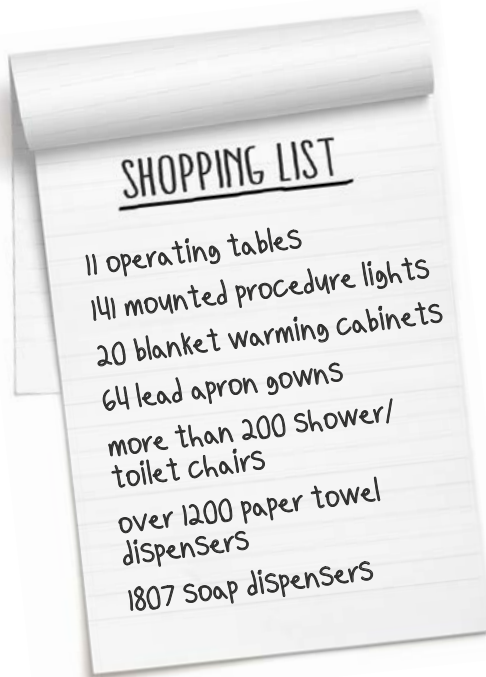 SHOPPING LIST
11 operating tables
141 mounted procedure lights
20 blanket warming cabinets
64 lead apron gowns
more than 200 shower/
toilet chairs
over 1200 paper towel
dispensers
1807 soap dispensers